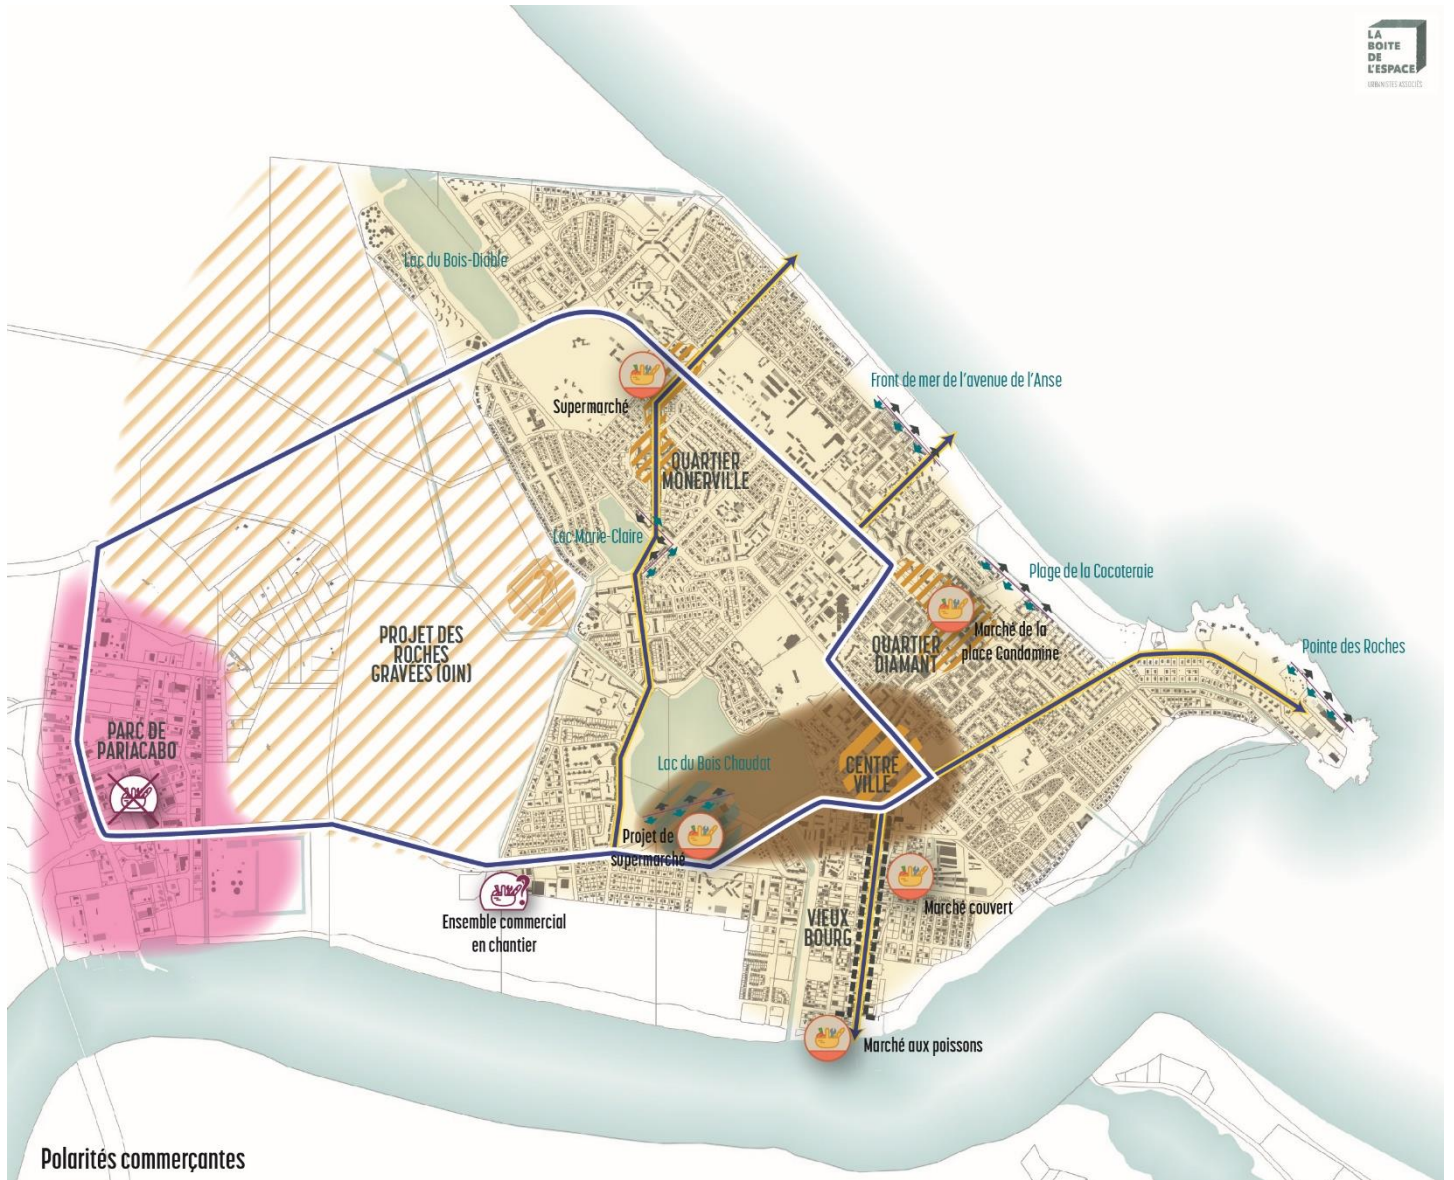 LA
BOITE
DE
L'ESPACE
URBANISTES ASSOCIÉS
Lac du Bois-Diable
Front de mer de l'avenue de l'Anse
Supermarché
QUARTIER
MONERVILLE
Lac Marie-Claire
Plage de la Cocoteraie
PROJET DES
ROCHES
GRAVÉES (OIN)
QUARTIER
DIAMANT
Marché de la
place Condamine
Pointe des Roches
PARC DE
PARIACABO
Lac du Bois Chaudat
CENTRE
VILLE
Projet de
supermarché
Ensemble commercial
en chantier
?
VIEUX
BOURG
Marché couvert
Marché aux poissons
Polarités commerçantes